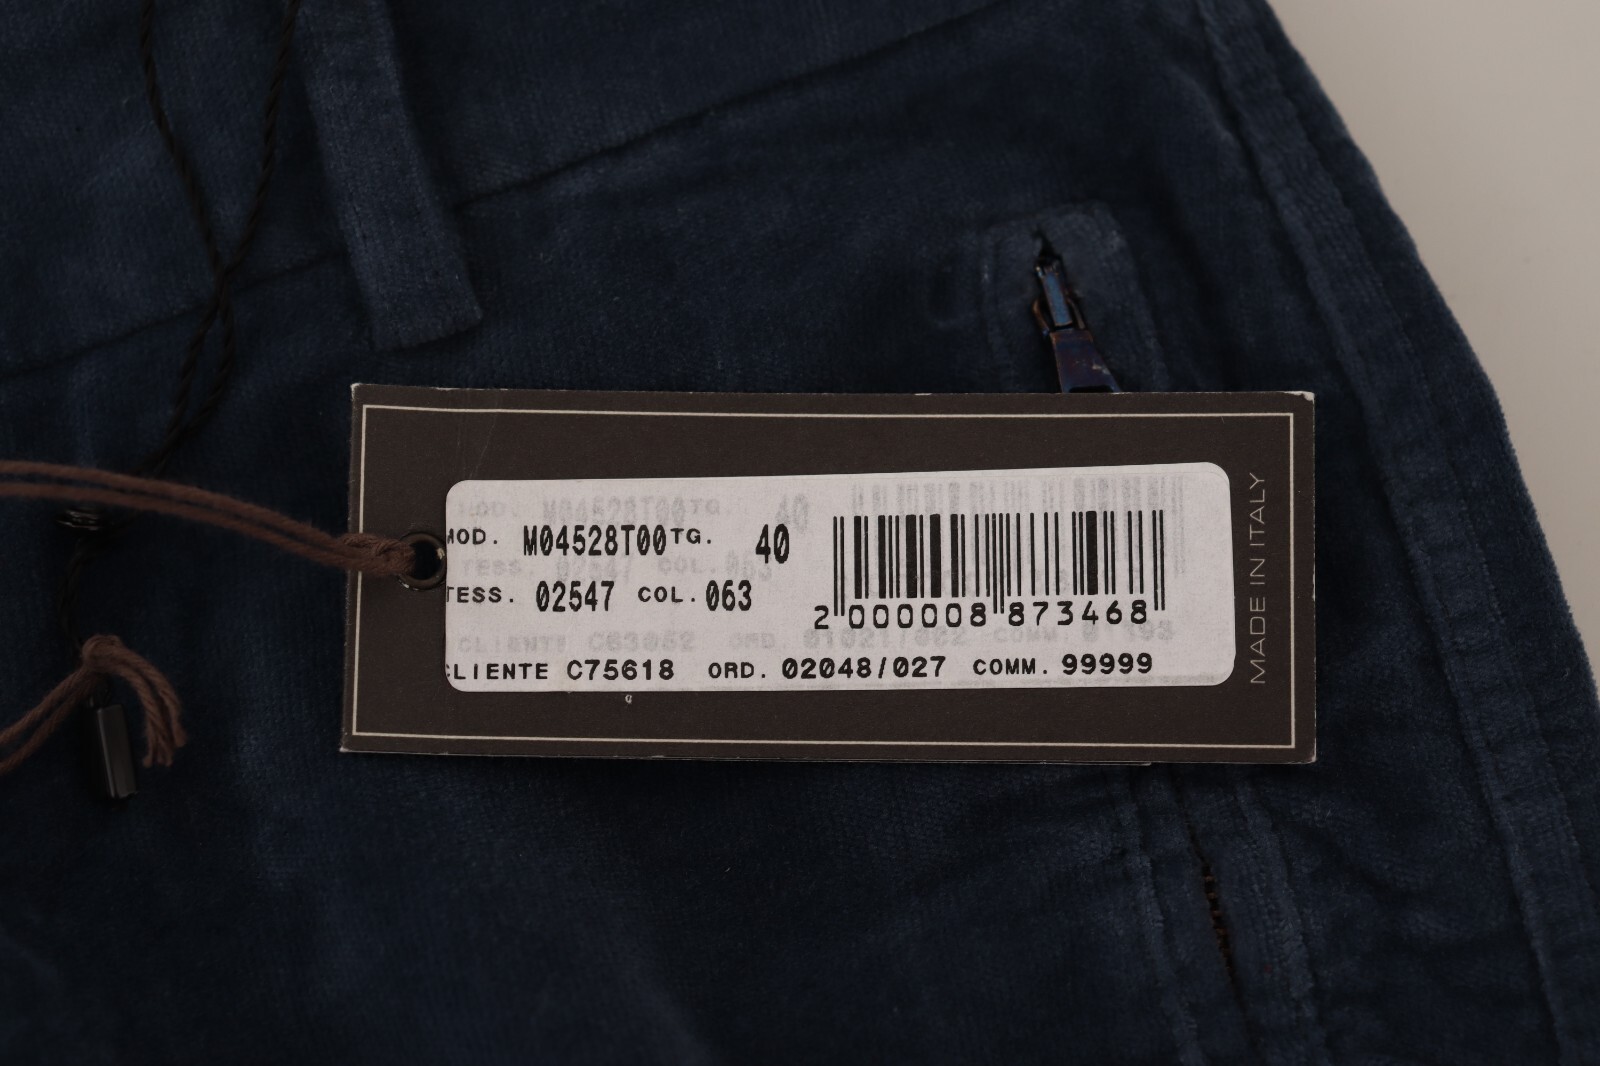 MOD. M04528T00 TG. 40
TESS. 02547 COL. 063
2 000008 873468
CLIENTE C75618 ORD. 02048/027 COMM. 99999
MADE IN ITALY